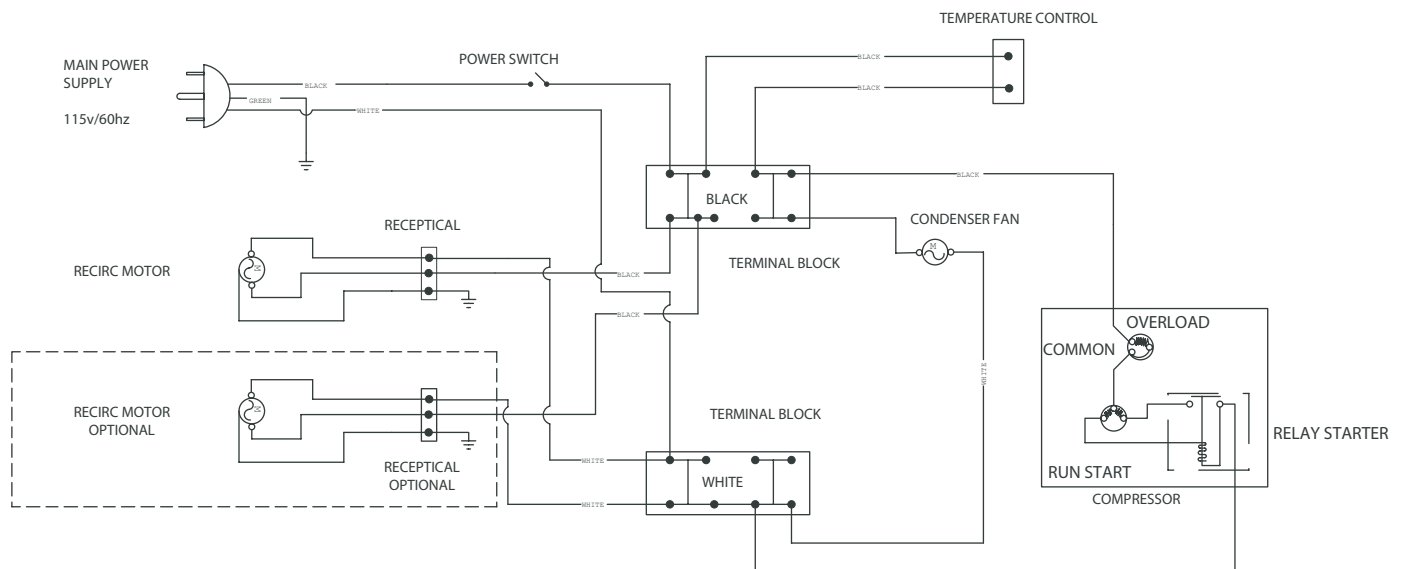 TEMPERATURE CONTROL
MAIN POWER
SUPPLY
115v/60hz
POWER SWITCH
BLACK
GREEN
WHITE
BLACK
BLACK
BLACK
BLACK
RECEPTICAL
CONDENSER FAN
M
TERMINAL BLOCK
RECIRC MOTOR
M
BLACK
BLACK
WHITE
OVERLOAD
COMMON
RECIRC MOTOR
OPTIONAL
M
TERMINAL BLOCK
RELAY STARTER
RECEPTICAL
OPTIONAL
WHITE
WHITE
WHITE
RUN START
COMPRESSOR